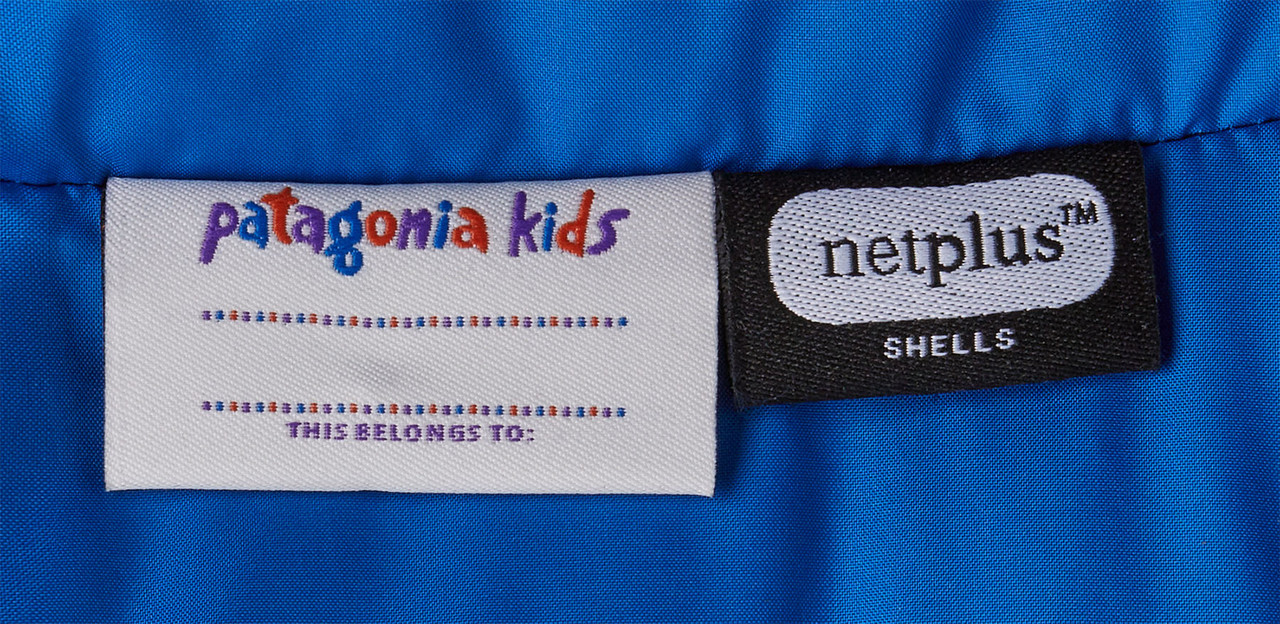 patagonia kids
THIS BELONGS TO:
netplus™
SHELLS